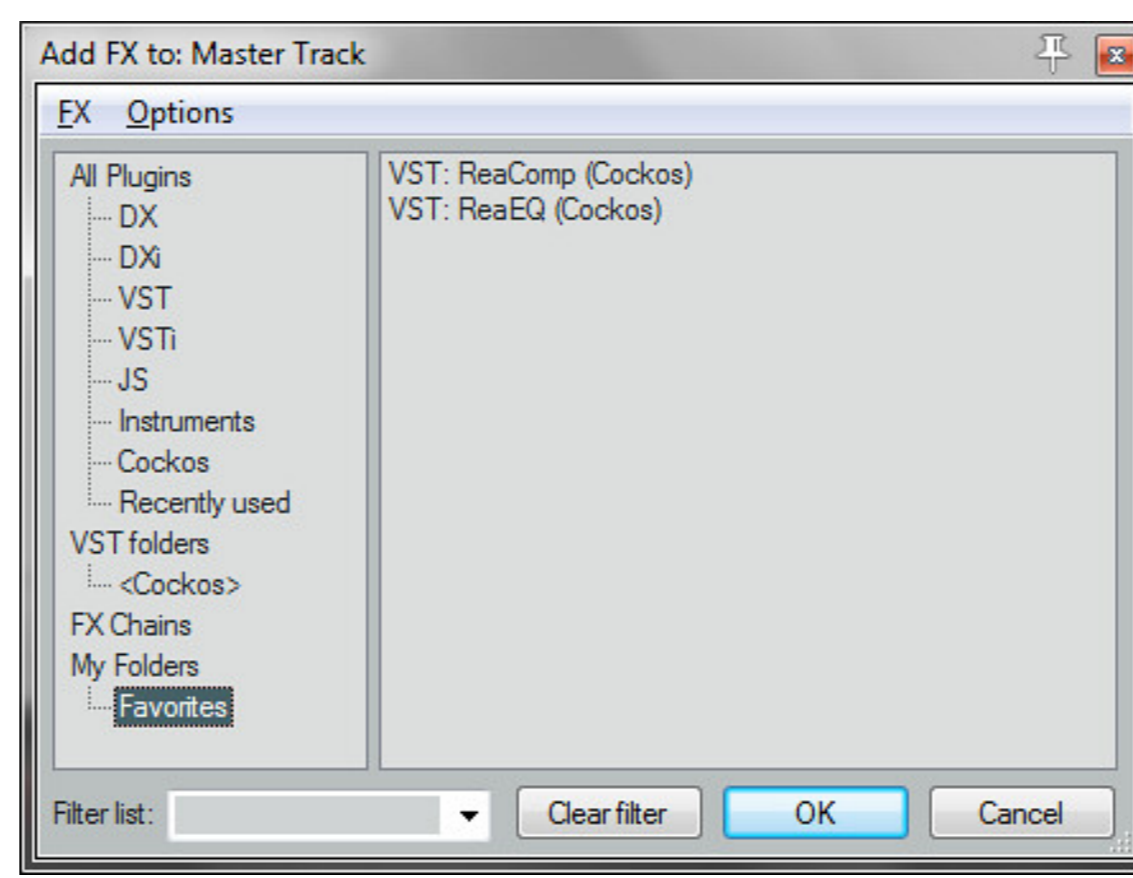 Add FX to: Master Track
FX Options
All Plugins
DX
DXi
VST
VSTi
JS
Instruments
Cockos
Recently used
VST folders
<Cockos>
FX Chains
My Folders
Favorites
VST: ReaComp (Cockos)
VST: ReaEQ (Cockos)
Filter list:
Clear filter
OK
Cancel